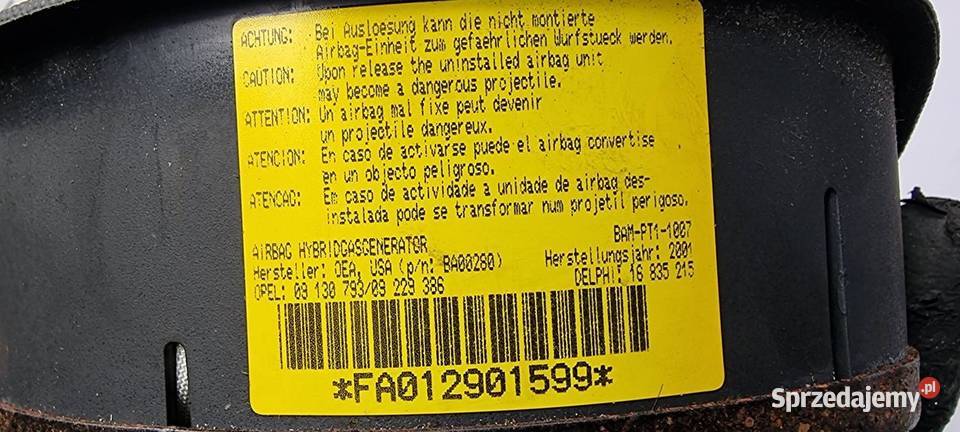 ACHTUNG: Bei Ausloesung kann die nicht montierte
Airbag-Einheit zum gefaehrlichen Wurfstueck werden.
CAUTION: Upon release the uninstalled airbag unit
may become a dangerous projectile.
ATTENTION: Un airbag mal fixe peut devenir
un projectile dangereux.
ATENCION: En caso de activarse puede el airbag convertise
en un objecto peligroso.
ATENCAO: Em caso de actividade a unidade de airbag des-
instalada pode se transformar num projetil perigoso.
AIRBAG HYBRIDGASGENERATOR BAM-PT1-1007
Hersteller: OEA, USA (p/n: BA00280) Herstellungsjahr: 2001
OPEL: 09 130 793/09 229 386 DELPHI: 16 835 215
*FA012901599*
Sprzedajemy.pl